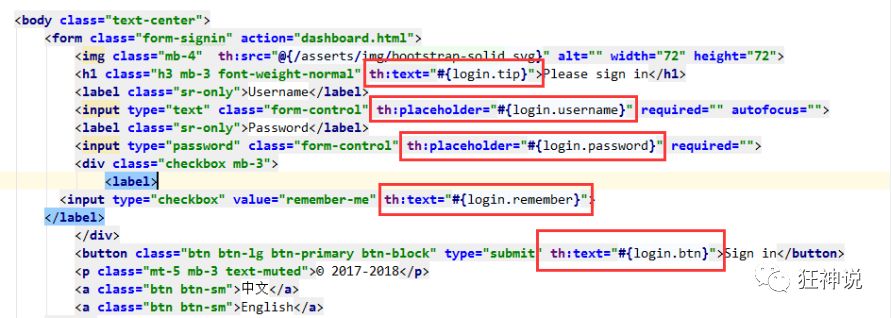 <body class="text-center">
<form class="form-signin" action="dashboard.html">
<img class="mb-4" th:src="@{/asserts/img/bootstrap-solid.svg}" alt="" width="72" height="72">
<h1 class="h3 mb-3 font-weight-normal" th:text="#{login.tip}">Please sign in</h1>
<label class="sr-only">Username</label>
<input type="text" class="form-control" th:placeholder="#{login.username}" required="" autofocus="">
<label class="sr-only">Password</label>
<input type="password" class="form-control" th:placeholder="#{login.password}" required="">
<div class="checkbox mb-3">
<label>
<input type="checkbox" value="remember-me" th:text="#{login.remember}">
</label>
</div>
<button class="btn btn-lg btn-primary btn-block" type="submit" th:text="#{login.btn}">Sign in</button>
<p class="mt-5 mb-3 text-muted">© 2017-2018</p>
<a class="btn btn-sm">中文</a>
<a class="btn btn-sm">English</a>
狂神说